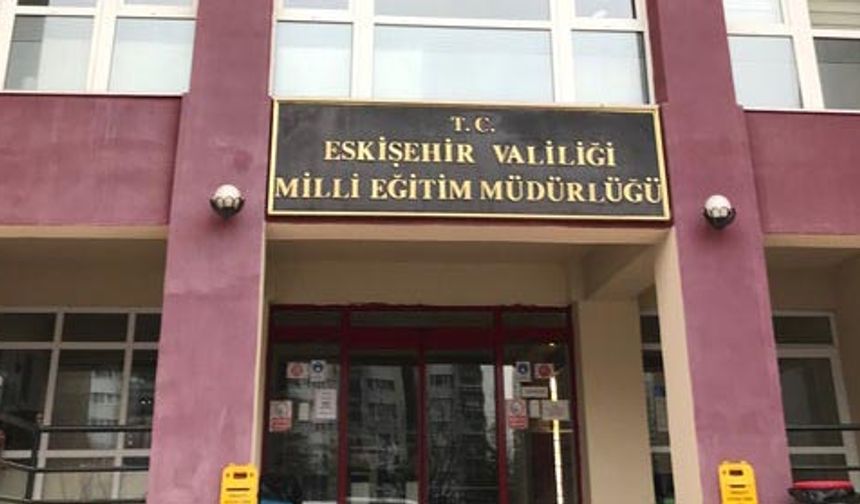 T. C.
ESKİŞEHİR VALİLİĞİ
MİLLİ EĞİTİM MÜDÜRLÜĞÜ